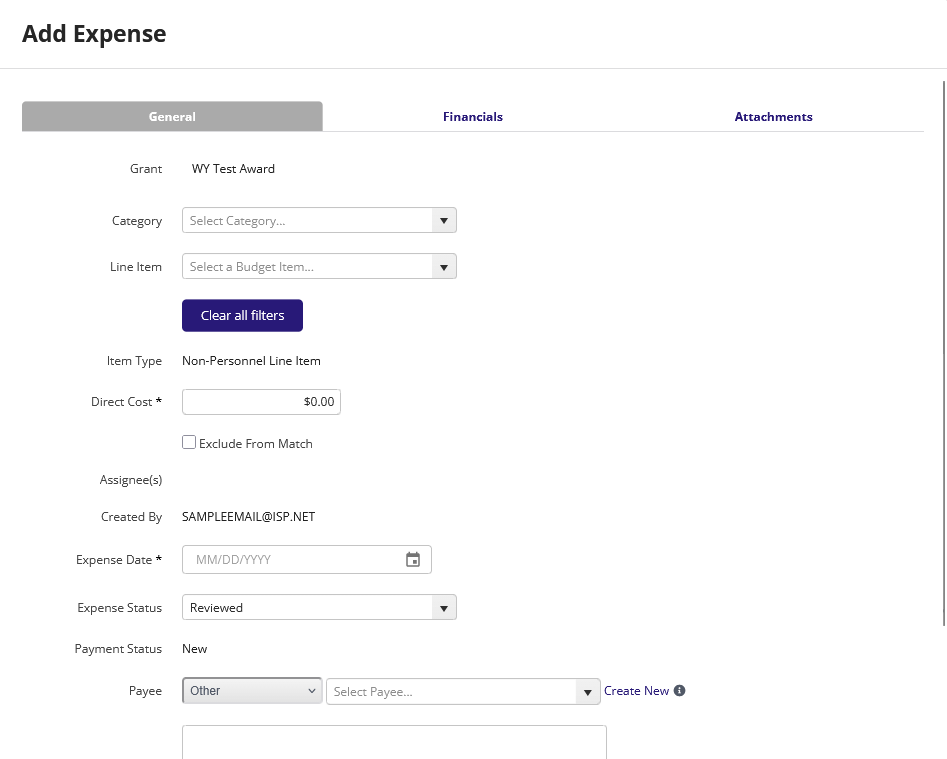 Add Expense
General Financials Attachments
Grant WY Test Award
Category Select Category...
Line Item Select a Budget Item...
Clear all filters
Item Type Non-Personnel Line Item
Direct Cost * $0.00
Exclude From Match
Assignee(s)
Created By SAMPLEEMAIL@ISP.NET
Expense Date * MM/DD/YYYY
Expense Status Reviewed
Payment Status New
Payee Other Select Payee... Create New